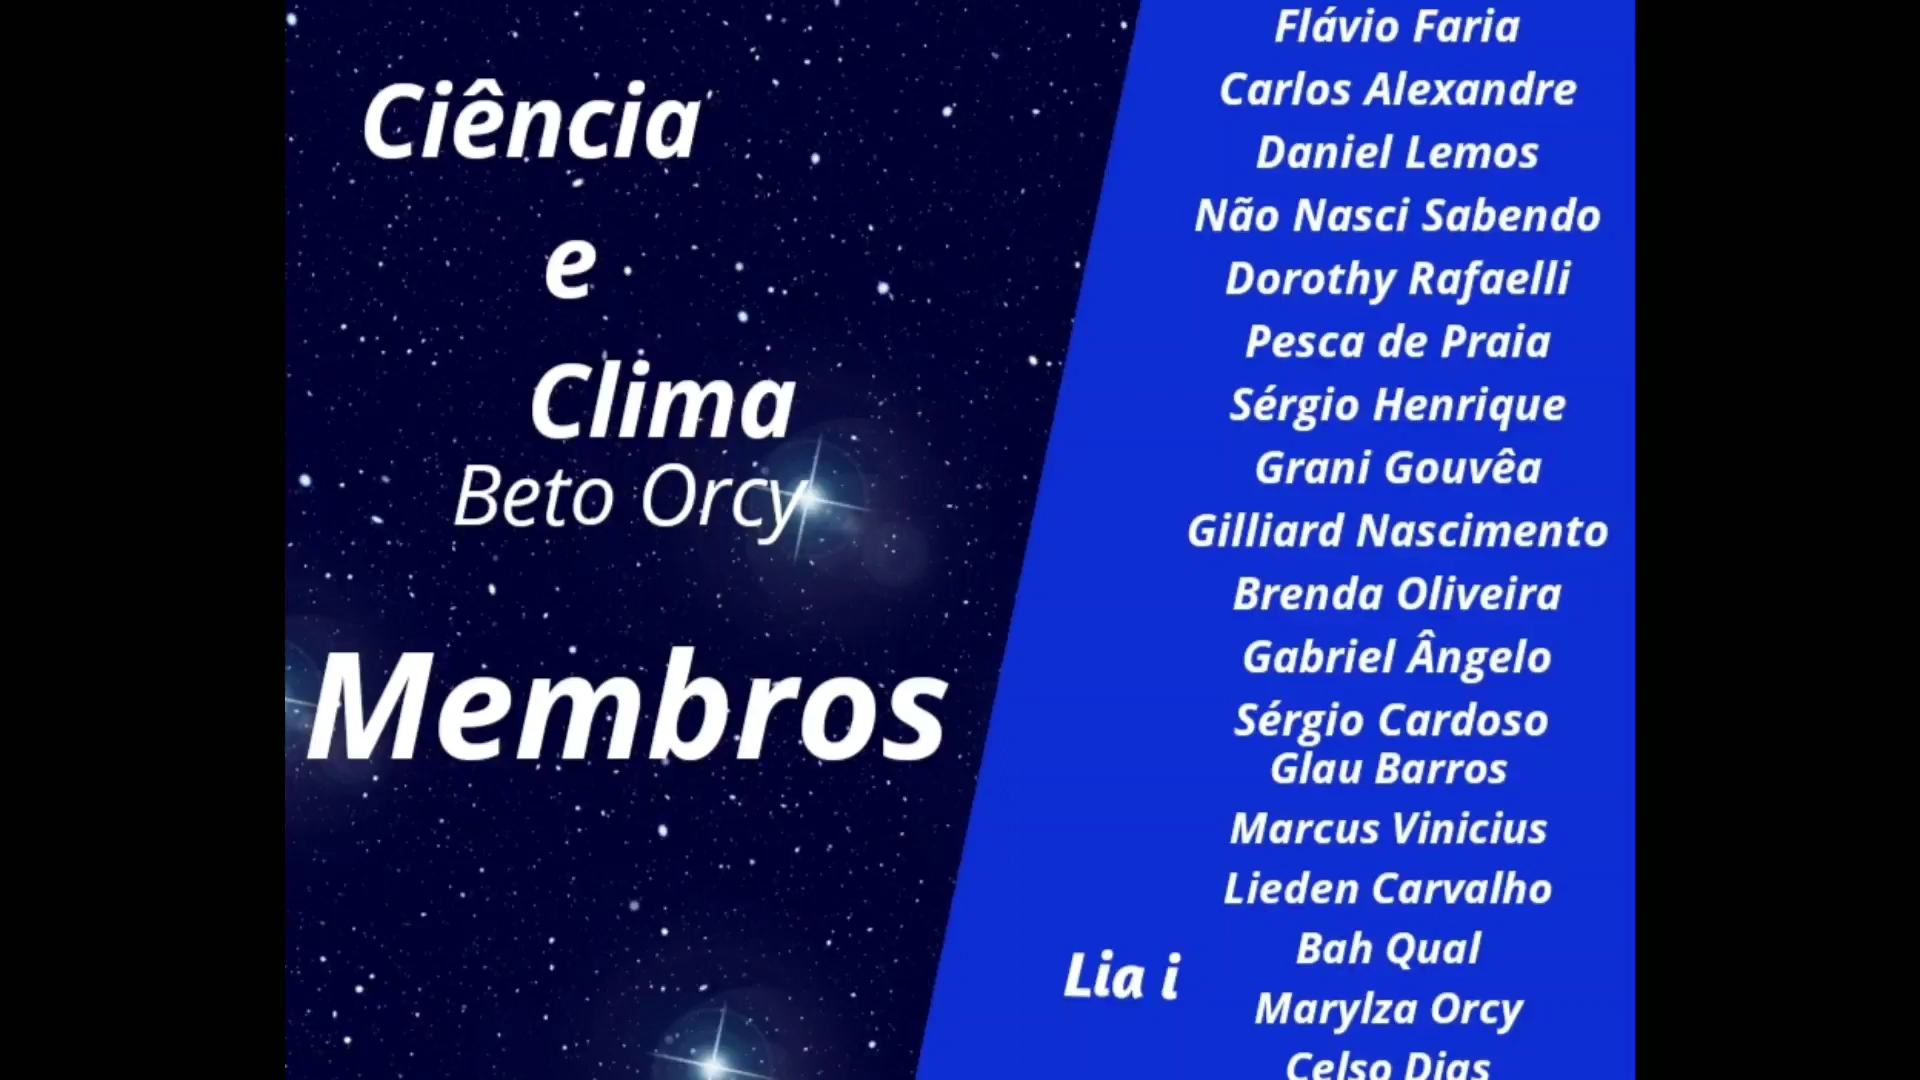 Ciência
e
Clima
Beto Orcy
Membros
Flávio Faria
Carlos Alexandre
Daniel Lemos
Não Nasci Sabendo
Dorothy Rafaelli
Pesca de Praia
Sérgio Henrique
Grani Gouvêa
Gilliard Nascimento
Brenda Oliveira
Gabriel Ângelo
Sérgio Cardoso
Glau Barros
Marcus Vinicius
Lieden Carvalho
Bah Qual
Lia i
Marylza Orcy
Celso Dias